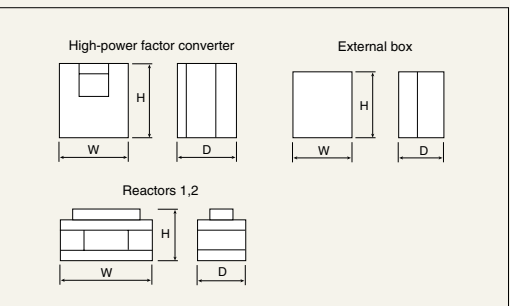 High-power factor converter
H
W
D
External box
H
W
D
Reactors 1,2
H
W
D